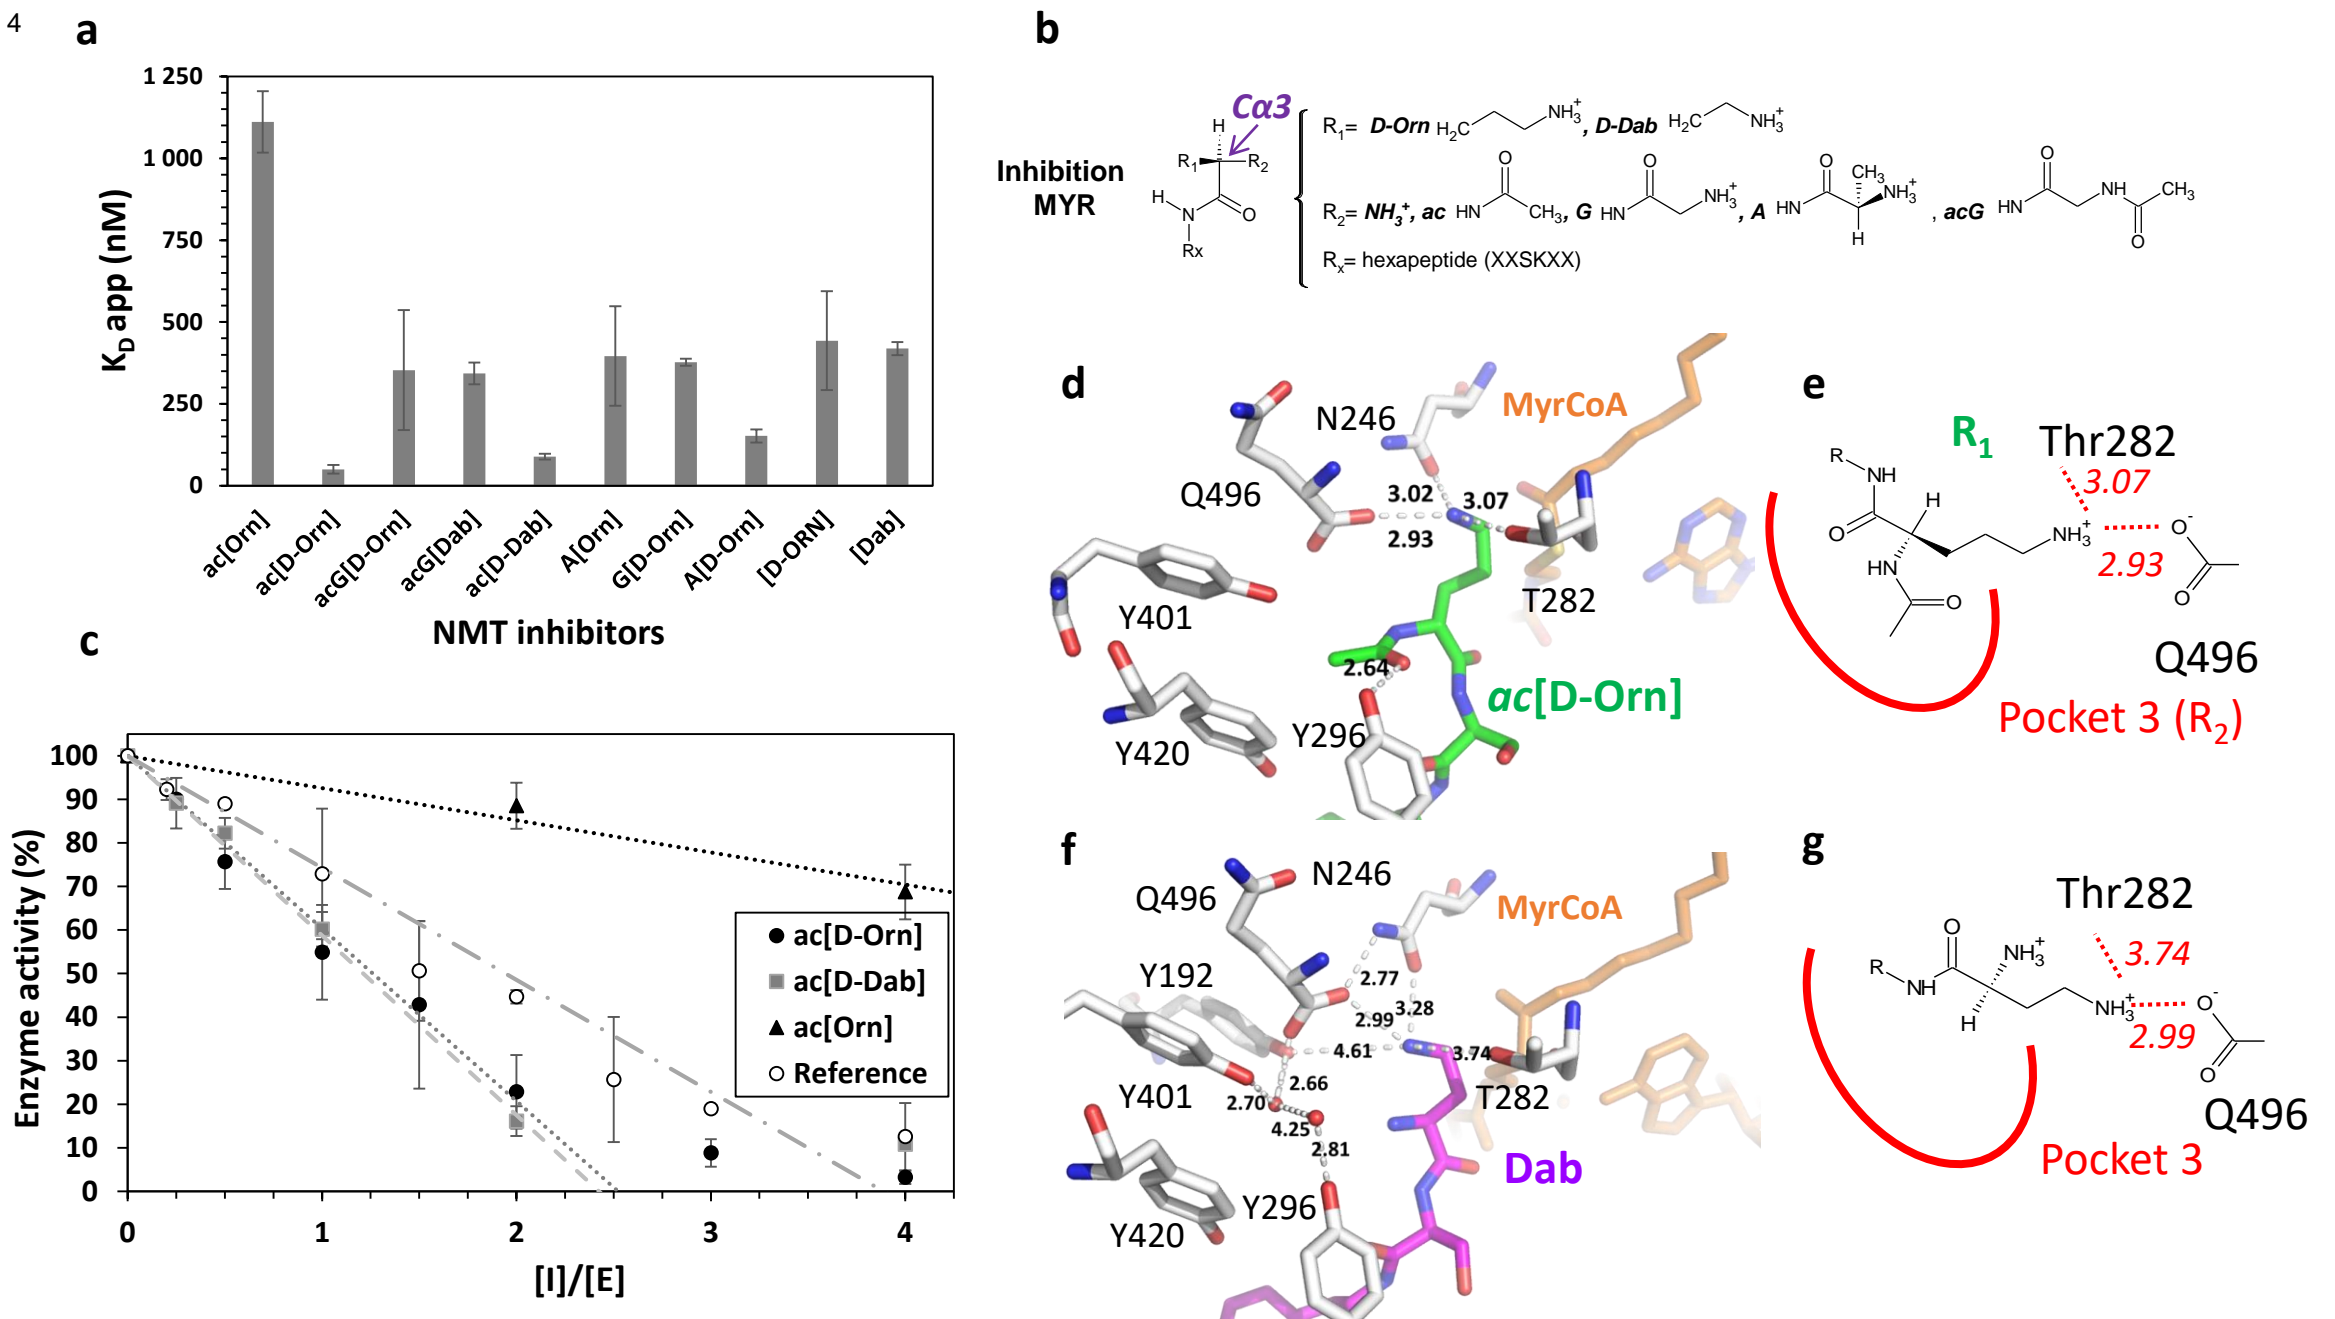 4
a
1 250
1 000
750
500
250
0
K_D app (nM)
ac[Orn]
ac[D-Orn]
acG[D-Orn]
acG[Dab]
ac[D-Dab]
A[Orn]
G[D-Orn]
A[D-Orn]
[D-ORN]
[Dab]
NMT inhibitors
b
Inhibition
MYR
Cα3
H
R1 R2
H
N
O
Rx
R1= D-Orn H2C NH3+, D-Dab H2C NH3+
R2= NH3+, ac HN O CH3, G HN O NH3+, A HN O CH3 NH3+ H, acG HN O NH O CH3
Rx= hexapeptide (XXSKXX)
c
100
90
80
70
60
50
40
30
20
10
0
Enzyme activity (%)
0 1 2 3 4
[I]/[E]
ac[D-Orn]
ac[D-Dab]
ac[Orn]
Reference
d
N246
MyrCoA
Q496
3.02
3.07
2.93
Y401
T282
2.64
ac[D-Orn]
Y296
Y420
e
R1
Thr282
3.07
R
NH
H
O
NH3+
O-
2.93
HN
O
O
Q496
Pocket 3 (R2)
f
N246
Q496
MyrCoA
Y192
2.77
3.28
2.99
4.61
3.74
2.66
Y401
2.70
T282
4.25
2.81
Dab
Y296
Y420
g
Thr282
3.74
O
NH3+
R
NH
H
NH3+
O-
2.99
O
Q496
Pocket 3